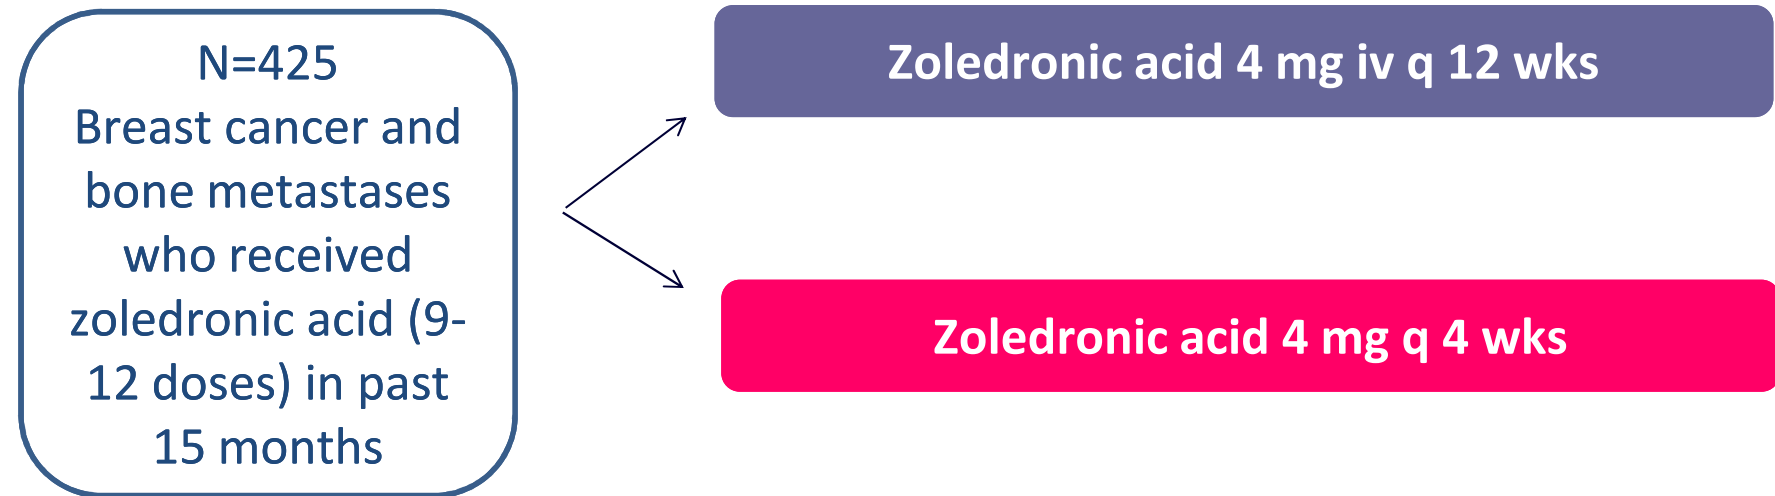 N=425
Breast cancer and
bone metastases
who received
zoledronic acid (9-
12 doses) in past
15 months
Zoledronic acid 4 mg iv q 12 wks
Zoledronic acid 4 mg q 4 wks